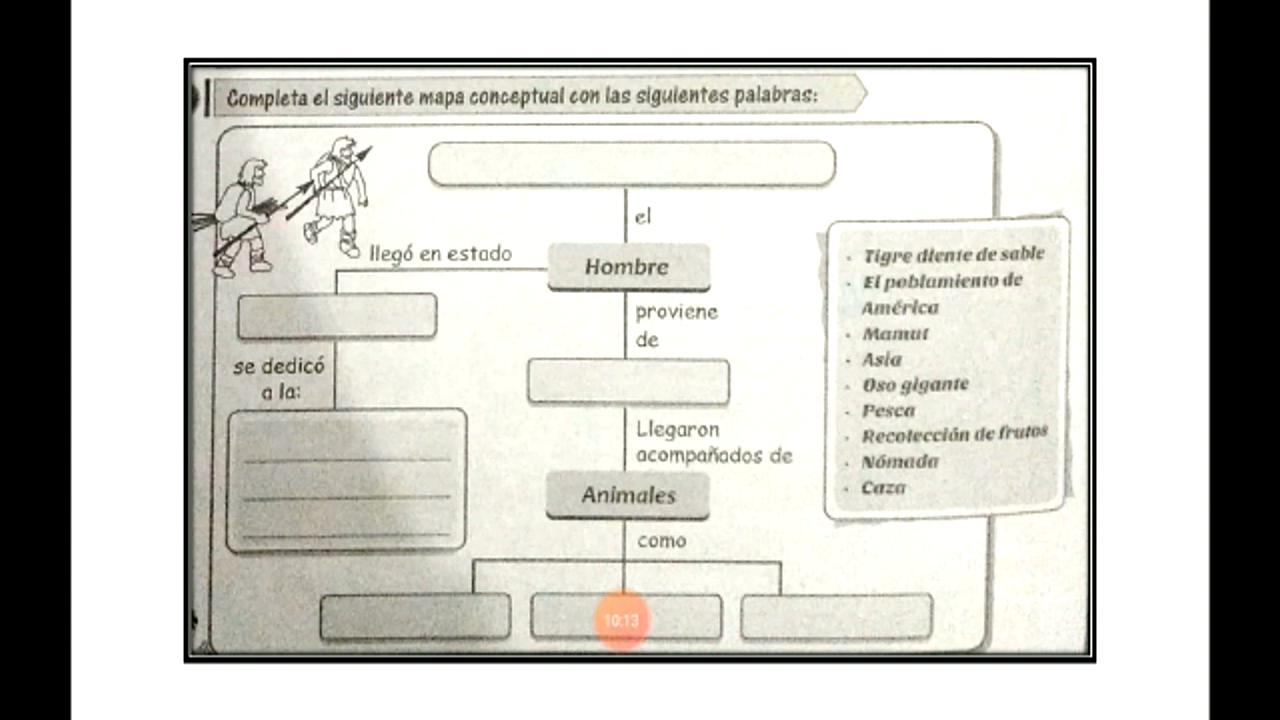 Completa el siguiente mapa conceptual con las siguientes palabras:
el
llegó en estado
Hombre
proviene
de
se dedicó
a la:
Llegaron
acompañados de
Animales
como
10:13
· Tigre diente de sable
· El poblamiento de
América
· Mamut
· Asia
· Oso gigante
· Pesca
· Recolección de frutos
· Nómada
· Caza